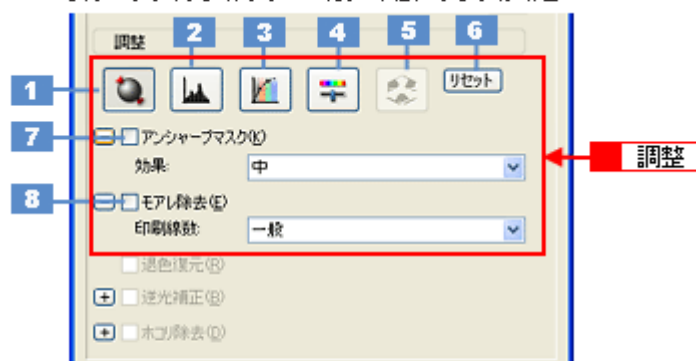 調整
2
3
4
5
6
1
リセット
7
アンシャープマスク(K)
効果:
中
調整
8
モアレ除去(E)
印刷線数:
一般
退色復元(R)
逆光補正(B)
ホコリ除去(D)